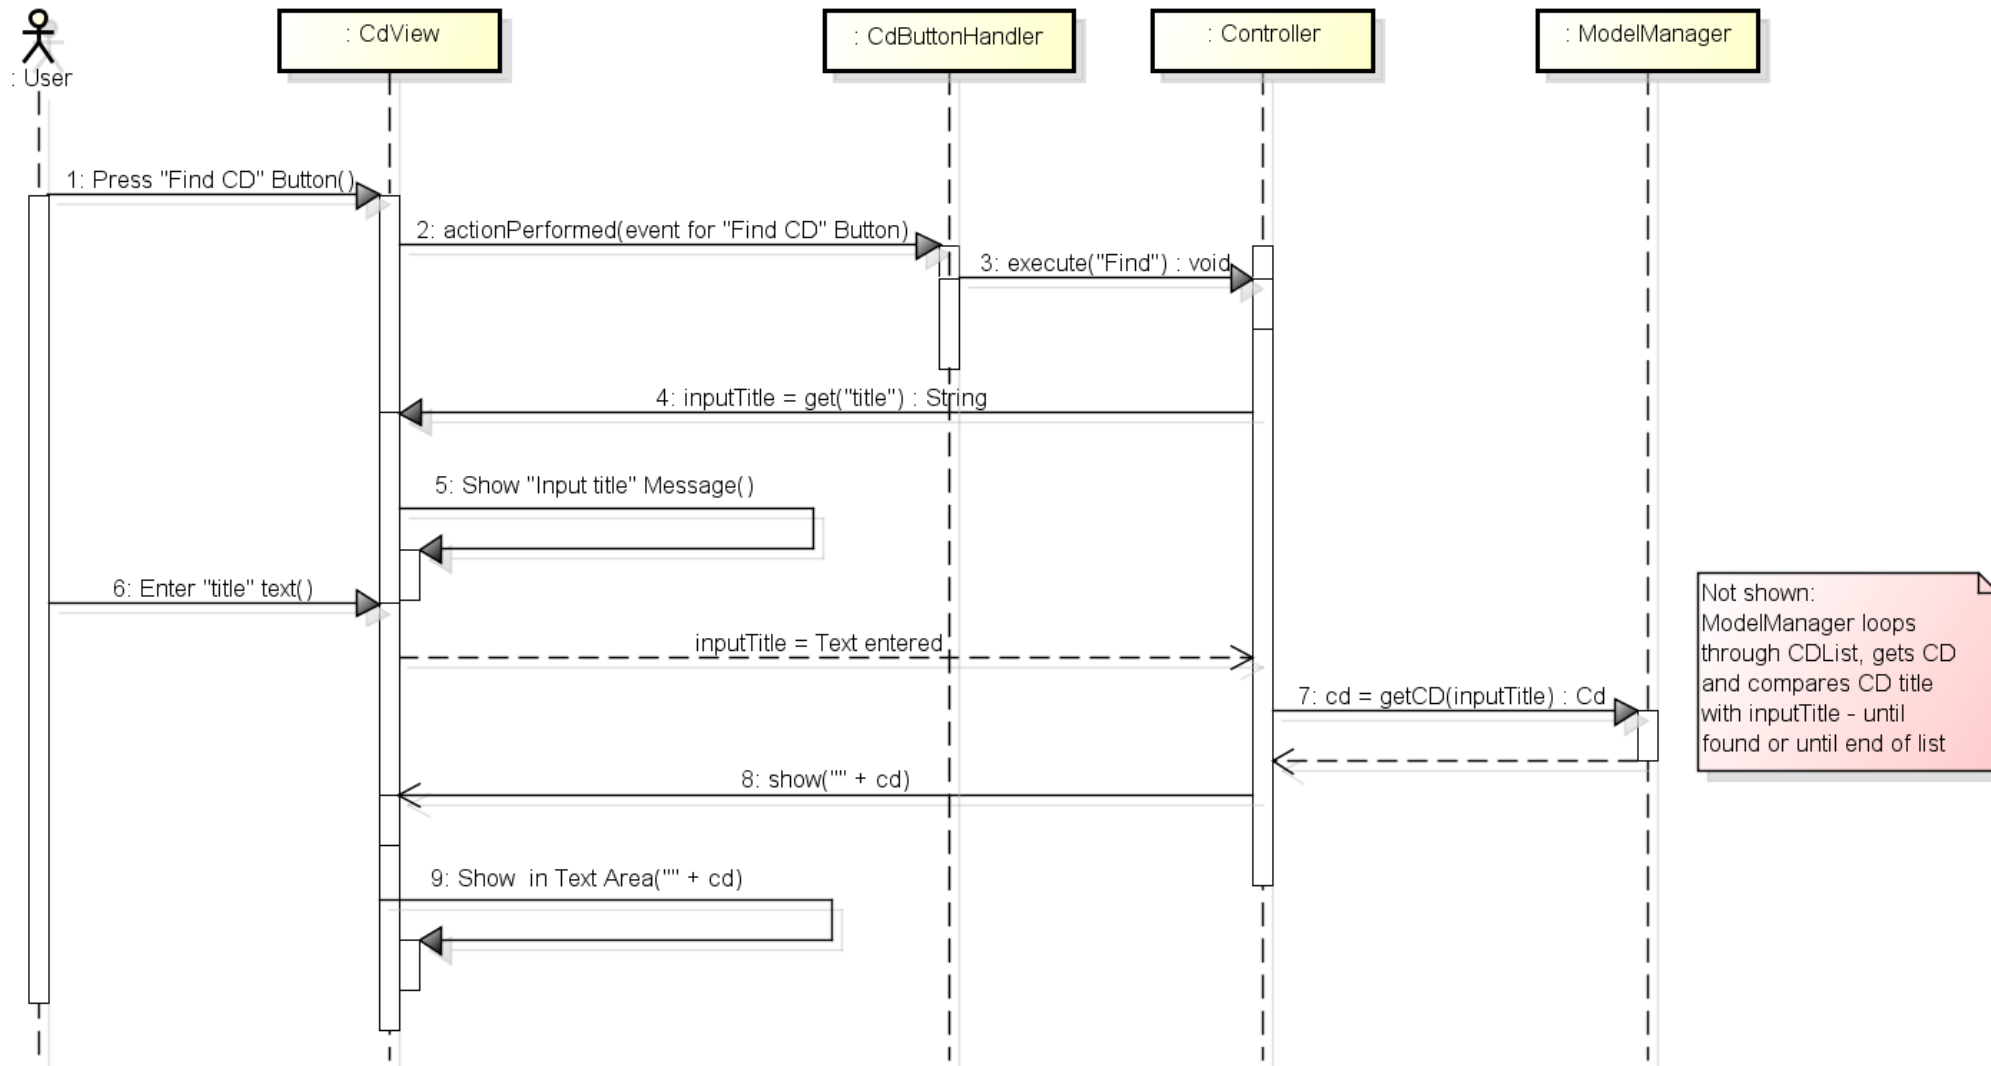 : User
: CdView
: CdButtonHandler
: Controller
: ModelManager
1: Press "Find CD" Button()
2: actionPerformed(event for "Find CD" Button)
3: execute("Find") : void
4: inputTitle = get("title") : String
5: Show "Input title" Message()
6: Enter "title" text()
inputTitle = Text entered
7: cd = getCD(inputTitle) : Cd
8: show("" + cd)
9: Show  in Text Area("" + cd)
Not shown:
ModelManager loops
through CDList, gets CD
and compares CD title
with inputTitle - until
found or until end of list